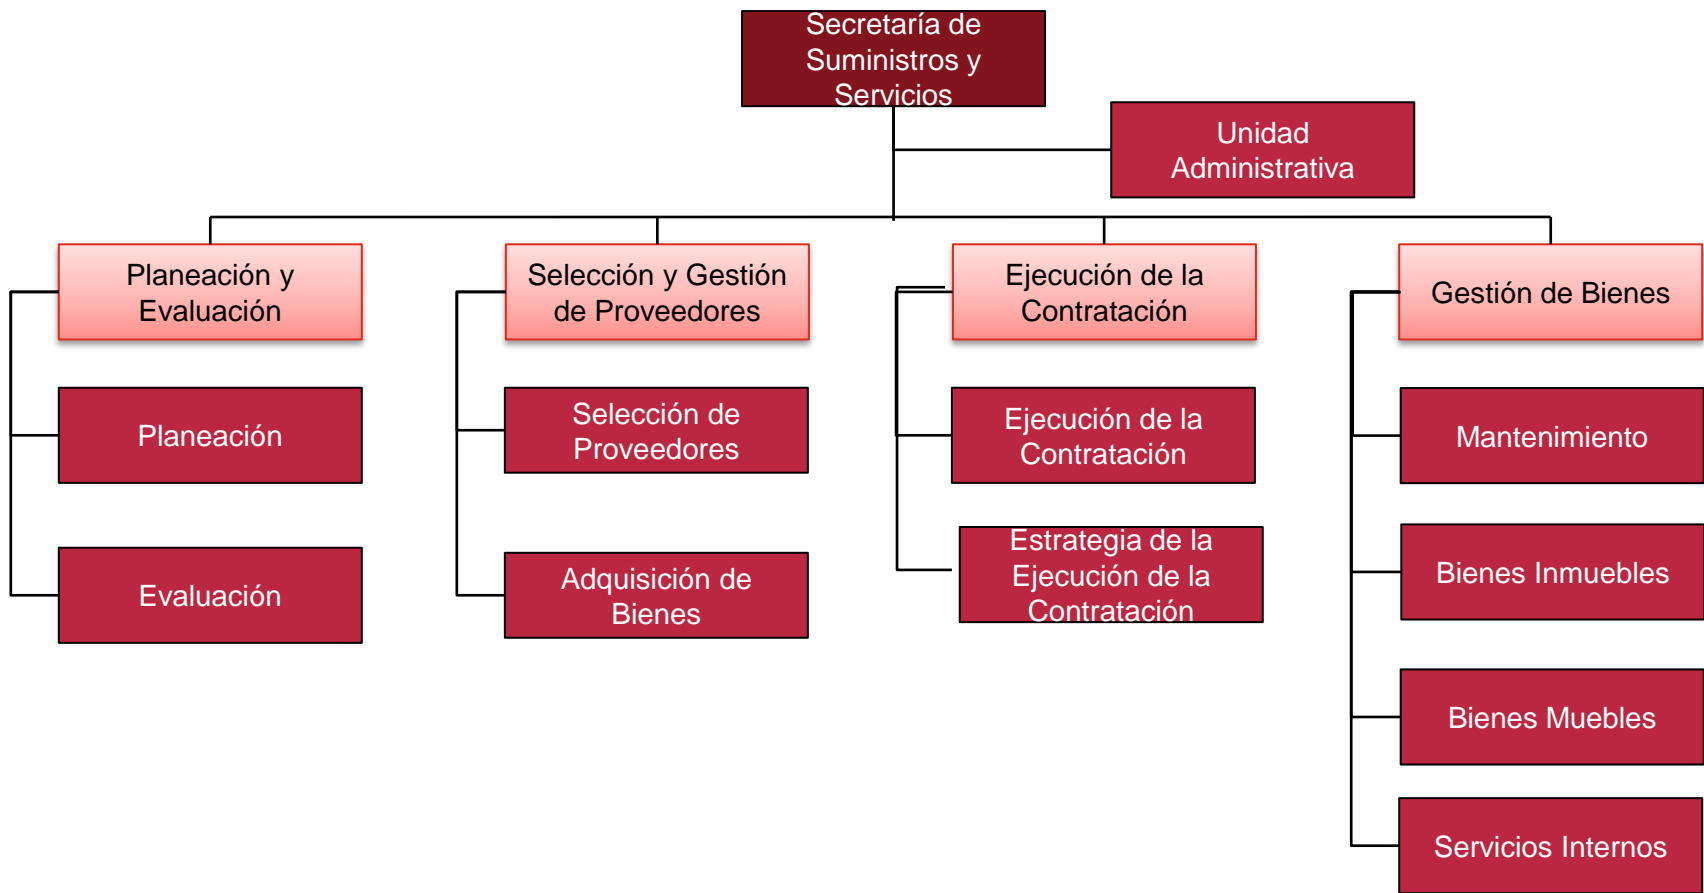 Secretaría de
Suministros y
Servicios
Unidad
Administrativa
Planeación y
Evaluación
Selección y Gestión
de Proveedores
Ejecución de la
Contratación
Gestión de Bienes
Planeación
Selección de
Proveedores
Ejecución de la
Contratación
Mantenimiento
Evaluación
Adquisición de
Bienes
Estrategia de la
Ejecución de la
Contratación
Bienes Inmuebles
Bienes Muebles
Servicios Internos